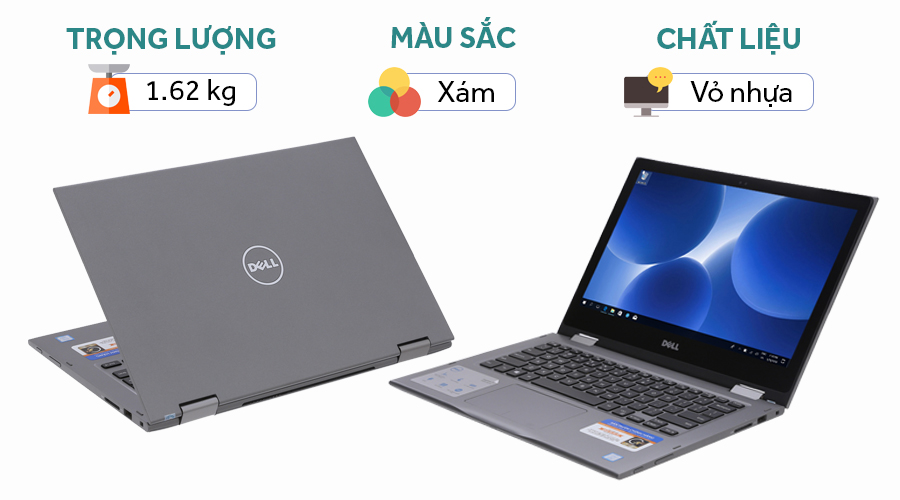 TRỌNG LƯỢNG
MÀU SẮC
CHẤT LIỆU
1.62 kg
Xám
Vỏ nhựa
DELL
DELL